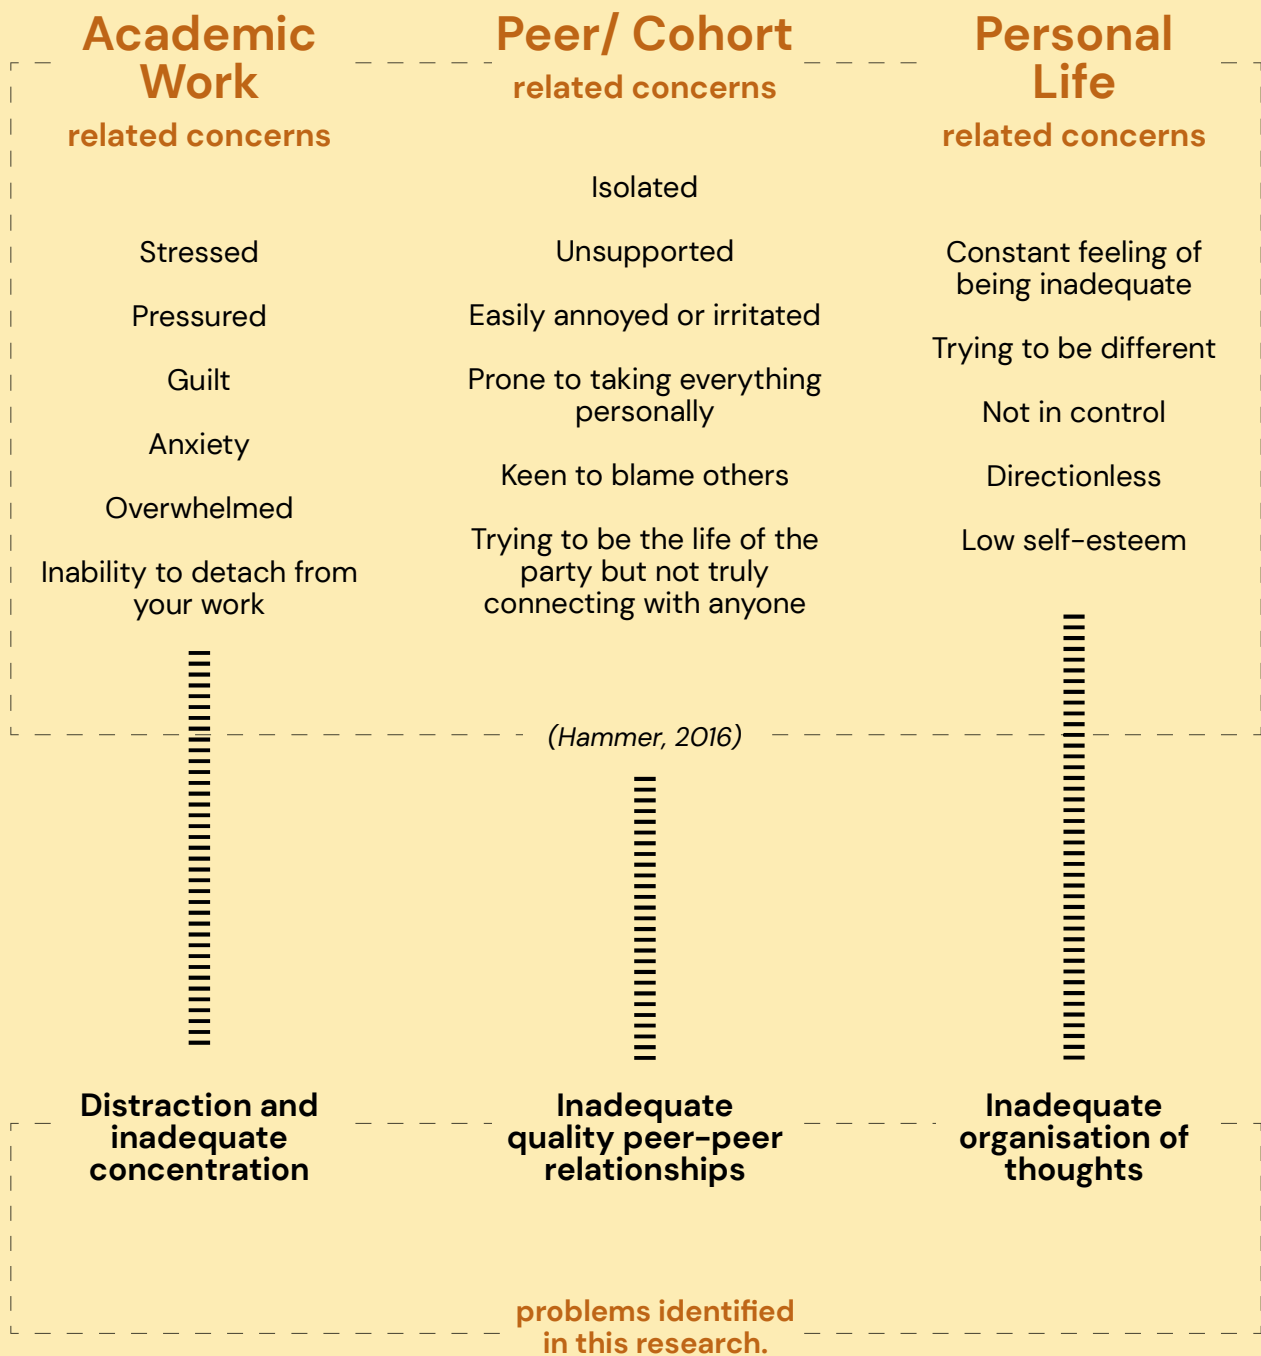 Academic
Work
related concerns
Stressed
Pressured
Guilt
Anxiety
Overwhelmed
Inability to detach from
your work
Peer/ Cohort
related concerns
Isolated
Unsupported
Easily annoyed or irritated
Prone to taking everything
personally
Keen to blame others
Trying to be the life of the
party but not truly
connecting with anyone
Personal
Life
related concerns
Constant feeling of
being inadequate
Trying to be different
Not in control
Directionless
Low self-esteem
(Hammer, 2016)
Distraction and
inadequate
concentration
Inadequate
quality peer-peer
relationships
Inadequate
organisation of
thoughts
problems identified
in this research.